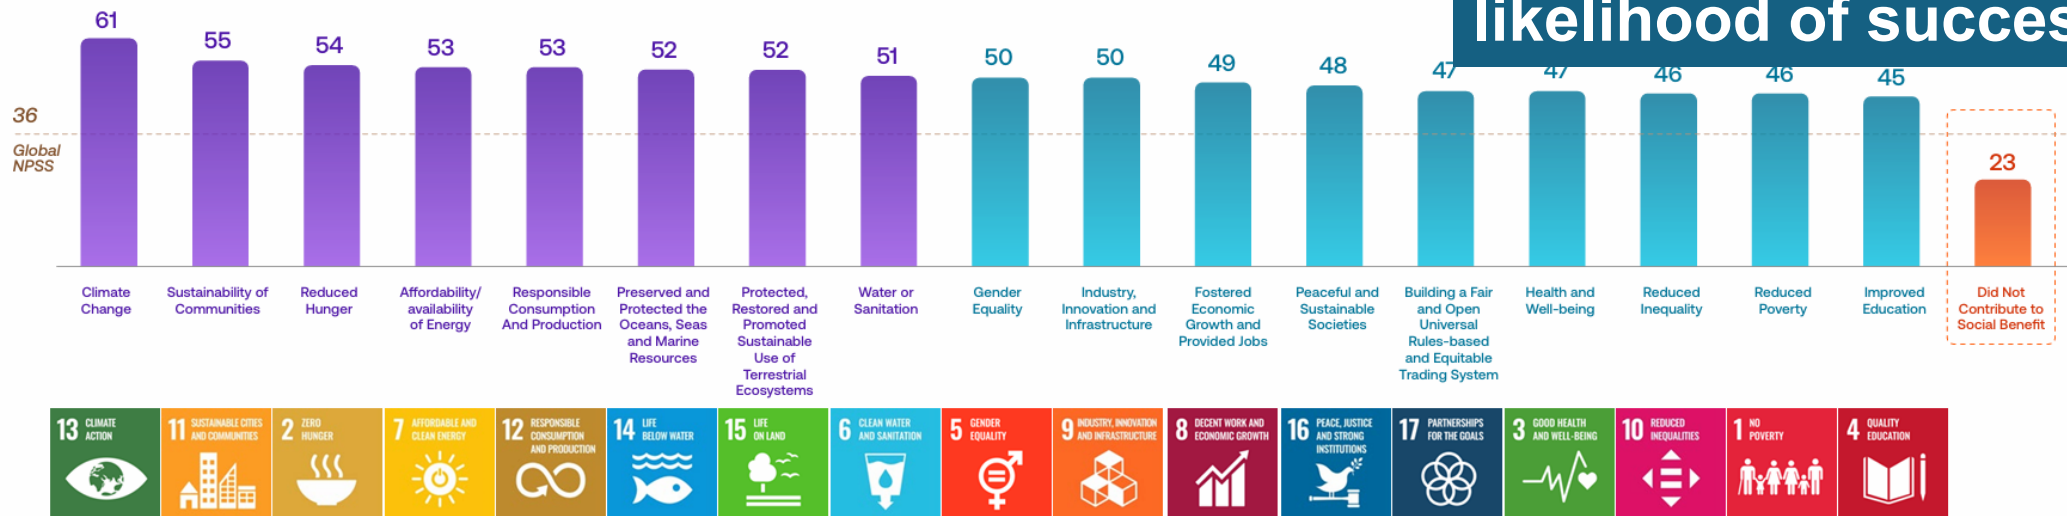 likelihood of succes
61
55
54
53
53
52
52
51
50
50
49
48
47
47
46
46
45
23
36
Global
NPSS
Climate
Change
Sustainability of
Communities
Reduced
Hunger
Affordability/
availability
of Energy
Responsible
Consumption
And Production
Preserved and
Protected the
Oceans, Seas
and Marine
Resources
Protected,
Restored and
Promoted
Sustainable
Use of
Terrestrial
Ecosystems
Water or
Sanitation
Gender
Equality
Industry,
Innovation and
Infrastructure
Fostered
Economic
Growth and
Provided Jobs
Peaceful and
Sustainable
Societies
Building a Fair
and Open
Universal
Rules-based
and Equitable
Trading System
Health and
Well-being
Reduced
Inequality
Reduced
Poverty
Improved
Education
Did Not
Contribute to
Social Benefit
13 CLIMATE
ACTION
11 SUSTAINABLE CITIES
AND COMMUNITIES
2 ZERO
HUNGER
7 AFFORDABLE AND
CLEAN ENERGY
12 RESPONSIBLE
CONSUMPTION
AND PRODUCTION
14 LIFE
BELOW WATER
15 LIFE
ON LAND
6 CLEAN WATER
AND SANITATION
5 GENDER
EQUALITY
9 INDUSTRY, INNOVATION
AND INFRASTRUCTURE
8 DECENT WORK AND
ECONOMIC GROWTH
16 PEACE, JUSTICE
AND STRONG
INSTITUTIONS
17 PARTNERSHIPS
FOR THE GOALS
3 GOOD HEALTH
AND WELL-BEING
10 REDUCED
INEQUALITIES
1 NO
POVERTY
4 QUALITY
EDUCATION